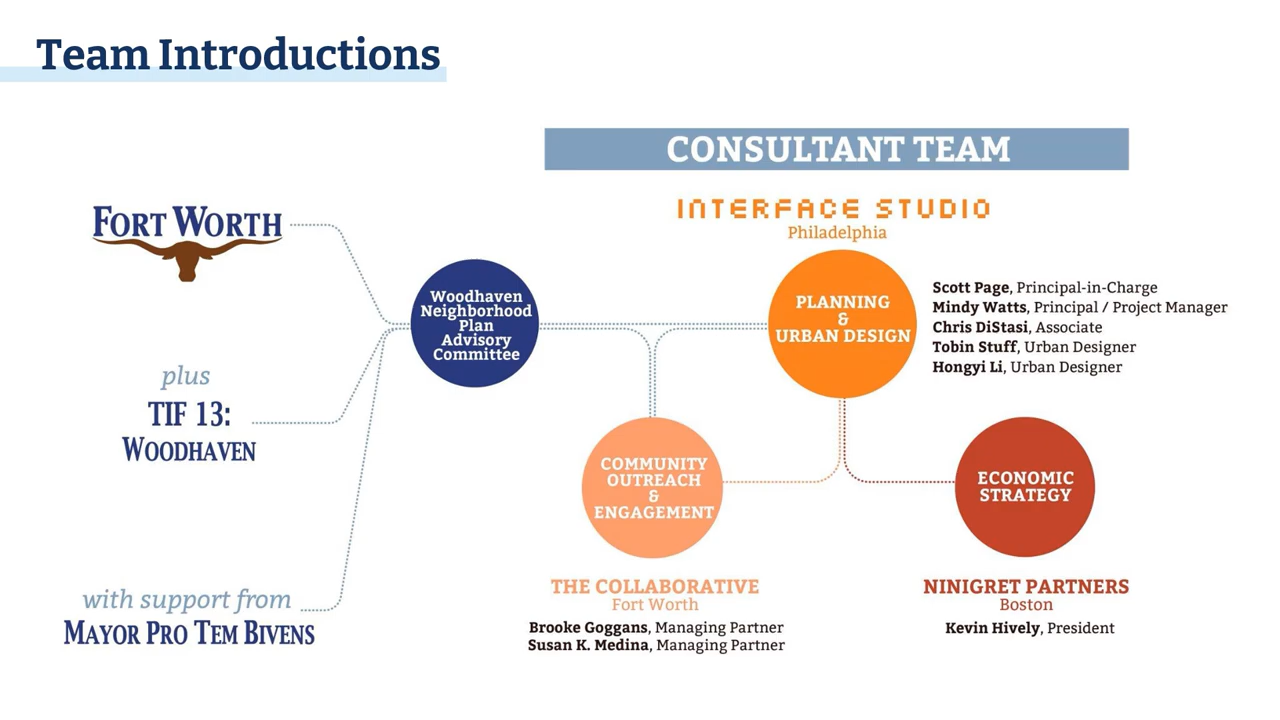 Team Introductions
CONSULTANT TEAM
FORT WORTH
INTERFACE STUDIO
Philadelphia
Woodhaven
Neighborhood
Plan
Advisory
Committee
PLANNING
&
URBAN DESIGN
Scott Page, Principal-in-Charge
Mindy Watts, Principal / Project Manager
Chris DiStasi, Associate
Tobin Stuff, Urban Designer
Hongyi Li, Urban Designer
plus
TIF 13:
WOODHAVEN
COMMUNITY
OUTREACH
&
ENGAGEMENT
ECONOMIC
STRATEGY
with support from
MAYOR PRO TEM BIVENS
THE COLLABORATIVE
Fort Worth
Brooke Goggans, Managing Partner
Susan K. Medina, Managing Partner
NINIGRET PARTNERS
Boston
Kevin Hively, President